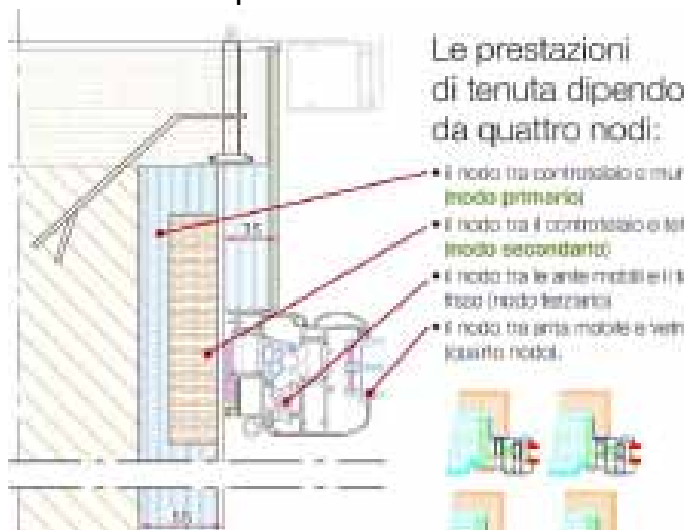 Le prestazioni
di tenuta dipendo
da quattro nodi:
• il nodo tra controtelaio o mur
(nodo primario)
• il nodo tra il controtelaio e tel
(nodo secondario)
• il nodo tra le ante mobili e il t
fisso (nodo terziario)
• il nodo tra anta mobile e vetr
(quarto nodo).
15